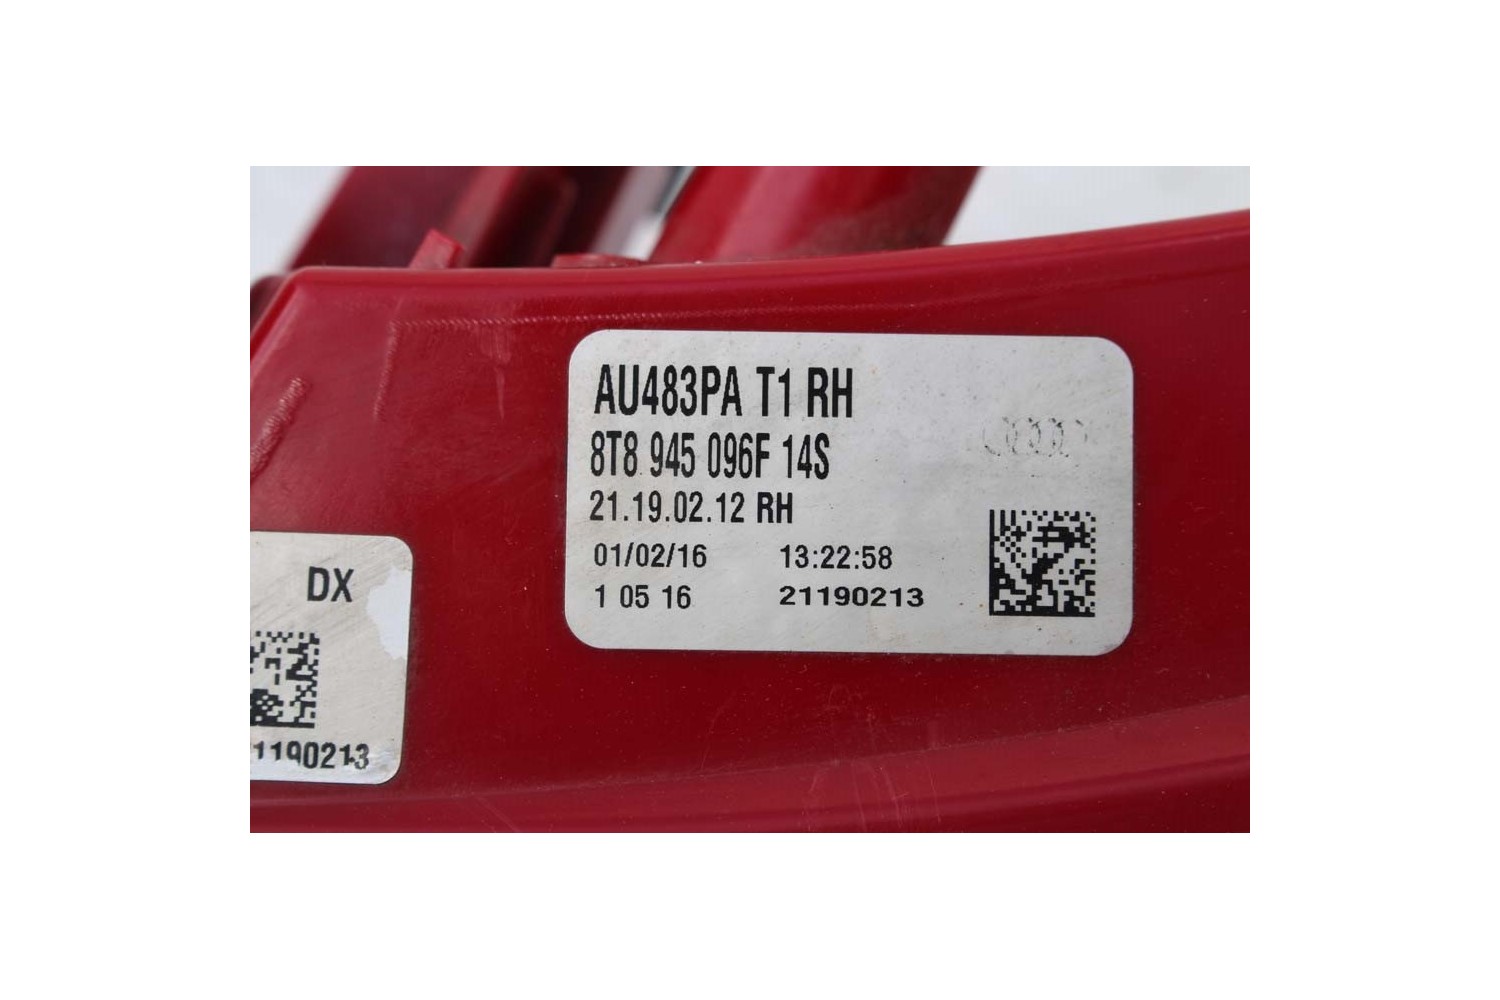 AU483PA T1 RH
8T8 945 096F 14S
21.19.02.12 RH
01/02/16 13:22:58
1 05 16 21190213
DX
1190213